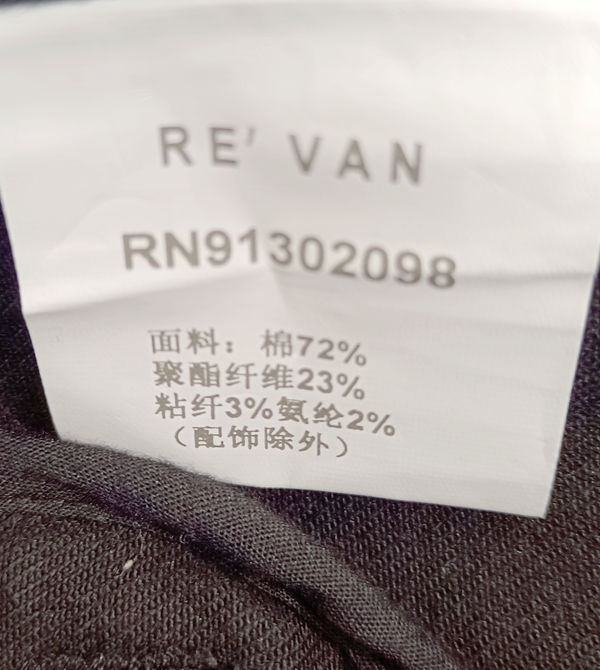 RE' VAN
RN91302098
面料：棉72%
聚酯纤维23%
粘纤3%氨纶2%
（配饰除外）